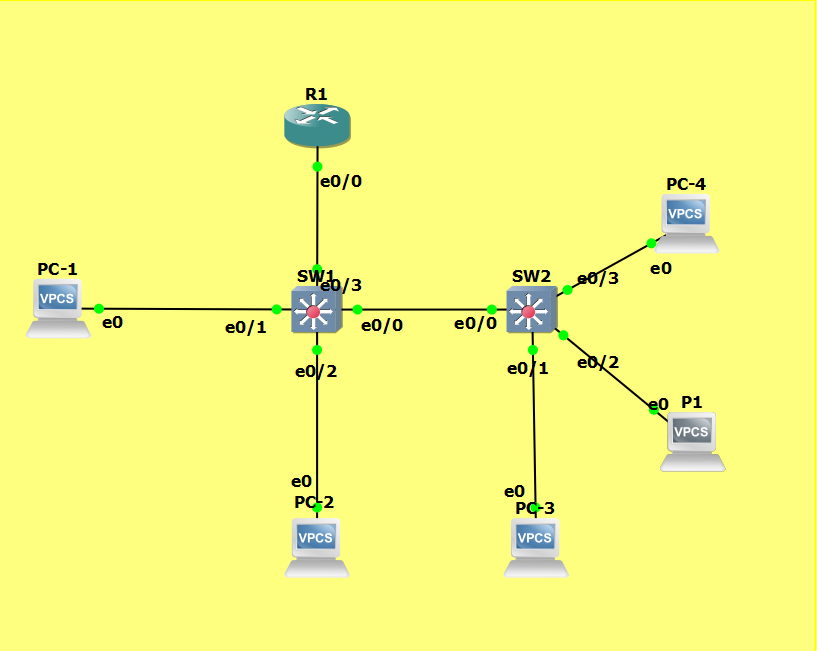 R1
e0/0
PC-4
VPCS
e0
e0/3
PC-1
VPCS
e0
e0/1
SW1
e0/3
e0/0
e0/2
SW2
e0/0
e0/1
e0/2
e0
P1
VPCS
e0
PC-2
VPCS
e0
PC-3
VPCS